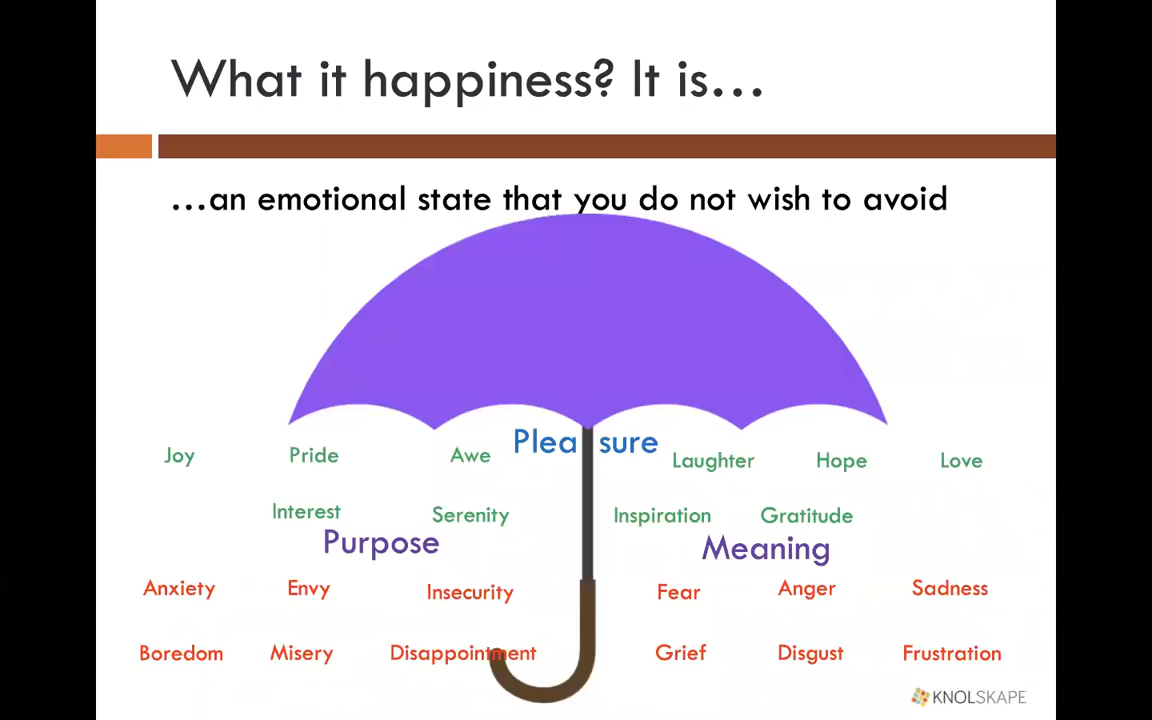 What it happiness? It is...
...an emotional state that you do not wish to avoid
Plea sure
Joy Pride Awe Laughter Hope Love
Interest Serenity Inspiration Gratitude
Purpose Meaning
Anxiety Envy Insecurity Fear Anger Sadness
Boredom Misery Disappointment Grief Disgust Frustration
KNOLSKAPE